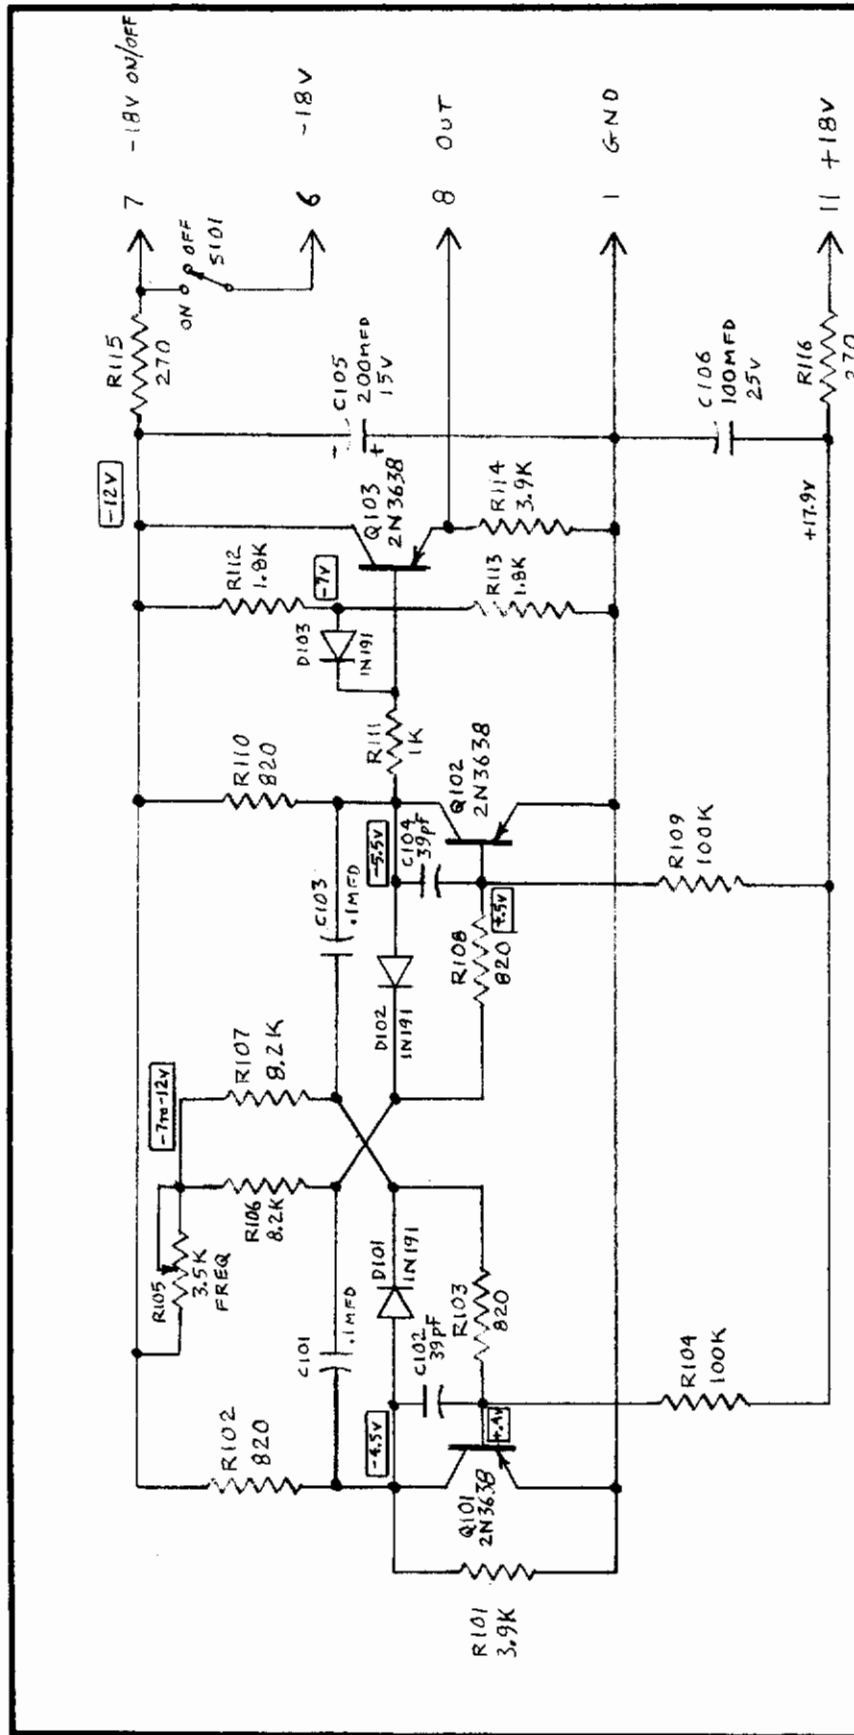 7 -18V ON/OFF
ON
OFF
S101
6 -18V
8 OUT
1 GND
11 +18V
R115
270
-12V
C105
200MFD
15V
-
+
C106
100MFD
25V
R116
270
+17.9V
Q103
2N3638
R114
3.9K
R112
1.8K
-7V
R113
1.8K
D103
1N191
R111
1K
R110
820
-5.5V
C104
39pF
Q102
2N3638
R109
100K
C103
.1MFD
D102
1N191
R108
820
R107
8.2K
-7TO-12V
R106
8.2K
R105
3.5K
FREQ
D101
1N191
C101
.1MFD
C102
39pF
R103
820
R104
100K
R102
820
-4.5V
Q101
2N3638
R101
3.9K